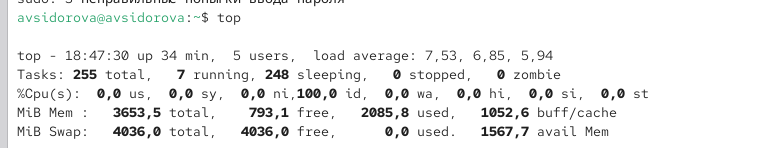 sudo: 3 неправильные попытки ввода пароля
avsidorova@avsidorova:~$ top
top - 18:47:30 up 34 min,  5 users,  load average: 7,53, 6,85, 5,94
Tasks: 255 total,   7 running, 248 sleeping,   0 stopped,   0 zombie
%Cpu(s):  0,0 us,  0,0 sy,  0,0 ni,100,0 id,  0,0 wa,  0,0 hi,  0,0 si,  0,0 st
MiB Mem :   3653,5 total,    793,1 free,   2085,8 used,   1052,6 buff/cache
MiB Swap:   4036,0 total,   4036,0 free,      0,0 used.   1567,7 avail Mem